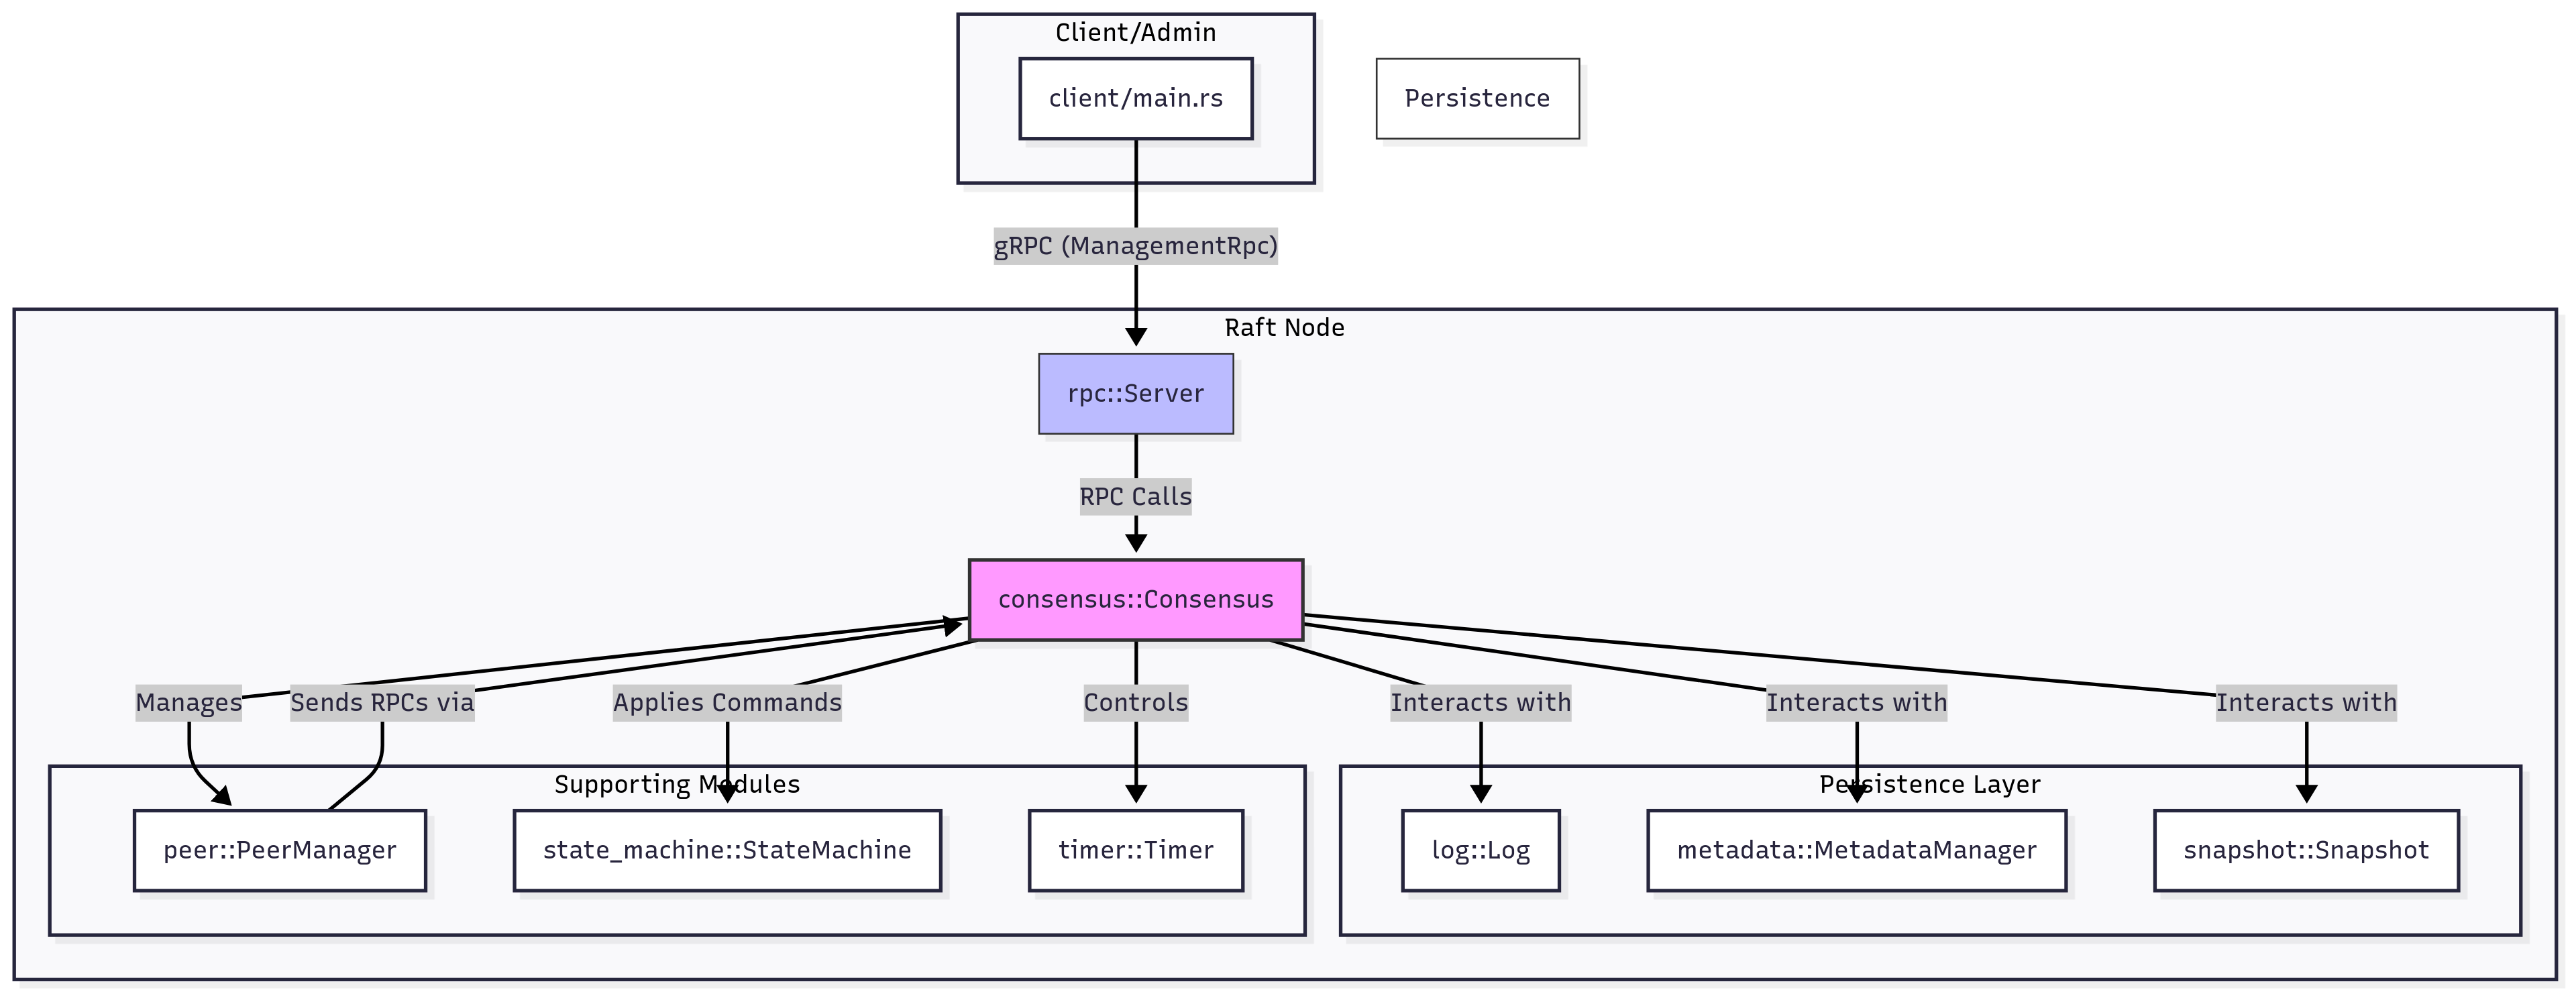 Client/Admin
client/main.rs
Persistence
gRPC (ManagementRpc)
Raft Node
rpc::Server
RPC Calls
consensus::Consensus
Manages
Sends RPCs via
Applies Commands
Controls
Interacts with
Interacts with
Interacts with
Supporting Modules
Persistence Layer
peer::PeerManager
state_machine::StateMachine
timer::Timer
log::Log
metadata::MetadataManager
snapshot::Snapshot